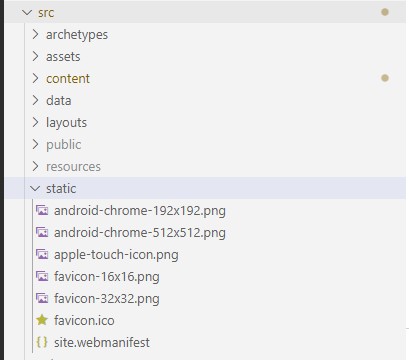 src
archetypes
assets
content
data
layouts
public
resources
static
android-chrome-192x192.png
android-chrome-512x512.png
apple-touch-icon.png
favicon-16x16.png
favicon-32x32.png
favicon.ico
{} site.webmanifest